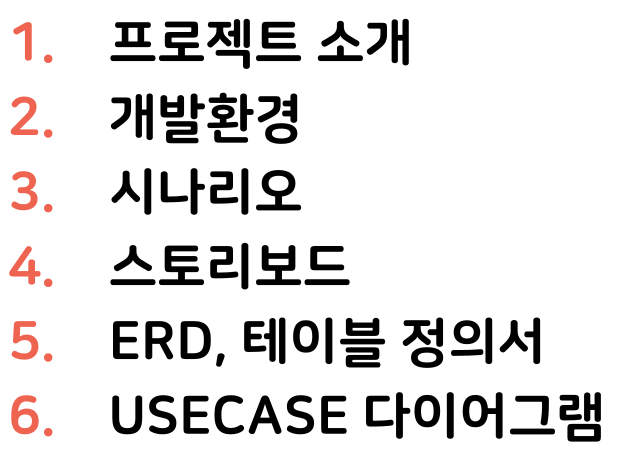 1. 프로젝트 소개
2. 개발환경
3. 시나리오
4. 스토리보드
5. ERD, 테이블 정의서
6. USECASE 다이어그램